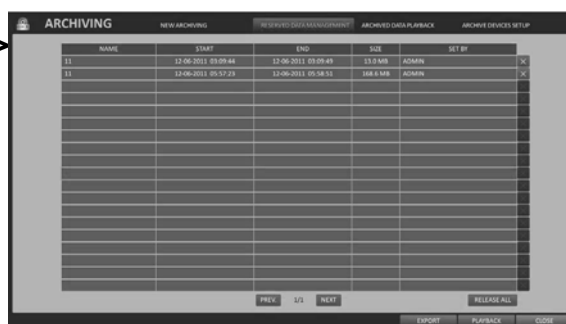 ARCHIVING NEW ARCHIVING RESERVED DATA MANAGEMENT ARCHIVED DATA PLAYBACK ARCHIVE DEVICES SETUP
NAME START END SIZE SET BY
11 12-06-2011 03:09:44 12-06-2011 03:09:49 13.0 MB ADMIN X
11 12-06-2011 05:57:23 12-06-2011 05:58:51 168.6 MB ADMIN X
PREV. 1/1 NEXT RELEASE ALL
EXPORT PLAYBACK CLOSE